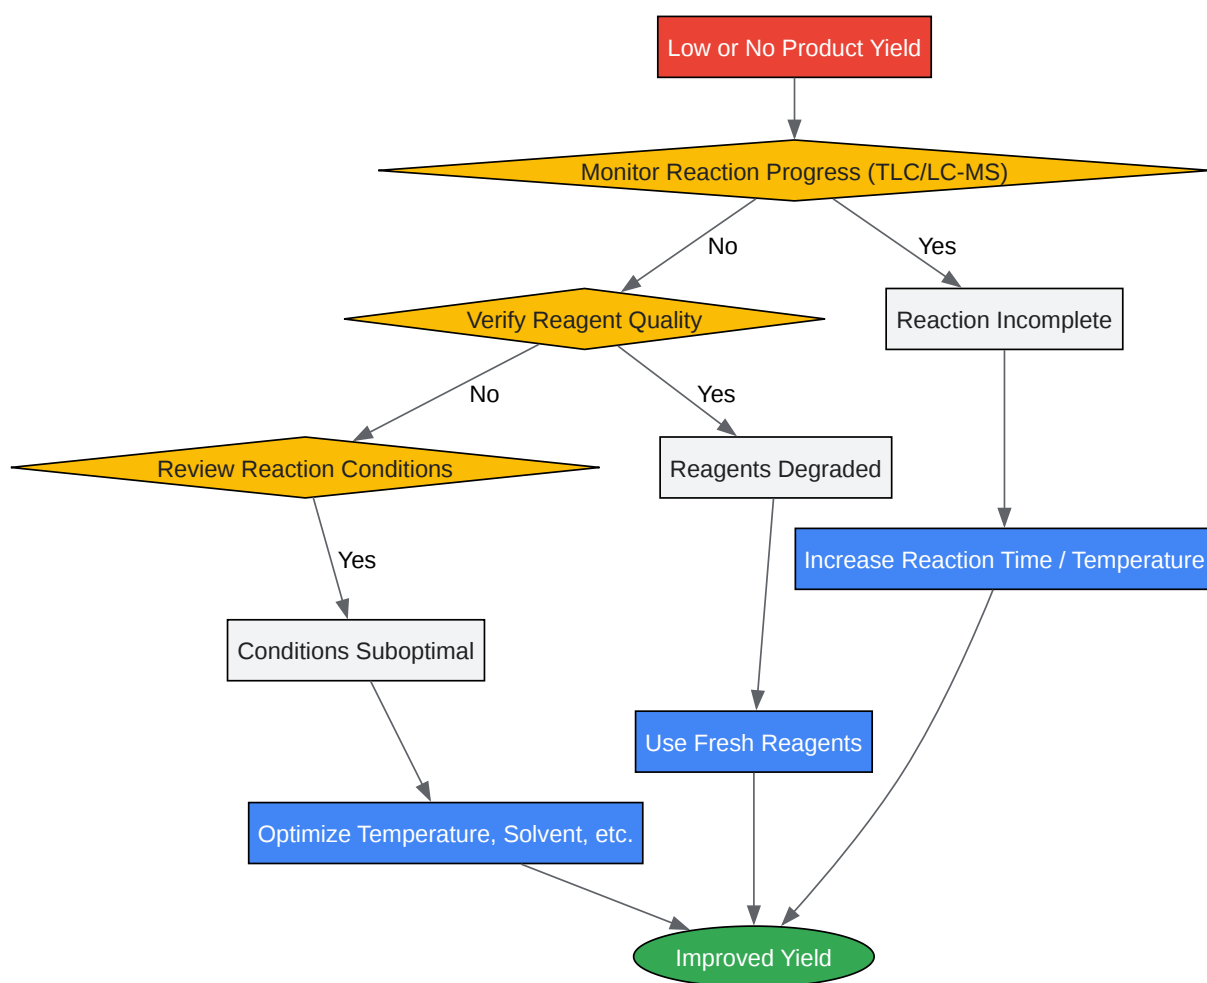 Low or No Product Yield
Monitor Reaction Progress (TLC/LC-MS)
No
Yes
Verify Reagent Quality
Reaction Incomplete
No
Yes
Review Reaction Conditions
Reagents Degraded
Yes
Increase Reaction Time / Temperature
Conditions Suboptimal
Use Fresh Reagents
Optimize Temperature, Solvent, etc.
Improved Yield